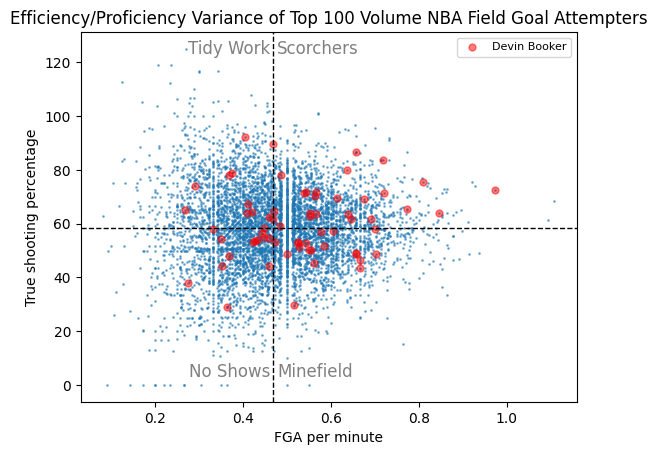 Efficiency/Proficiency Variance of Top 100 Volume NBA Field Goal Attempters
Tidy Work Scorchers
Devin Booker
120
100
80
60
40
20
0
True shooting percentage
No Shows Minefield
0.2 0.4 0.6 0.8 1.0
FGA per minute